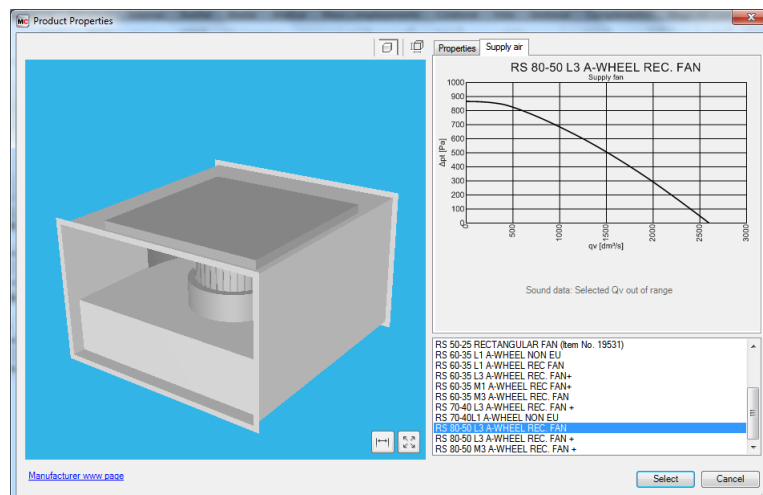 MC Product Properties
Properties Supply air
RS 80-50 L3 A-WHEEL REC. FAN
Supply fan
1000
900
800
700
600
500
400
300
200
100
0
Δpt [Pa]
0 500 1000 1500 2000 2500 3000
qv [dm³/s]
Sound data: Selected Qv out of range
RS 50-25 RECTANGULAR FAN (Item No. 19531)
RS 60-35 L1 A-WHEEL NON EU
RS 60-35 L1 A-WHEEL REC FAN
RS 60-35 L3 A-WHEEL REC. FAN+
RS 60-35 M1 A-WHEEL REC FAN+
RS 60-35 M3 A-WHEEL REC. FAN
RS 70-40 L3 A-WHEEL REC. FAN +
RS 70-40L1 A-WHEEL NON EU
RS 80-50 L3 A-WHEEL REC. FAN
RS 80-50 L3 A-WHEEL REC. FAN +
RS 80-50 M3 A-WHEEL REC. FAN +
Manufacturer www page
Select Cancel